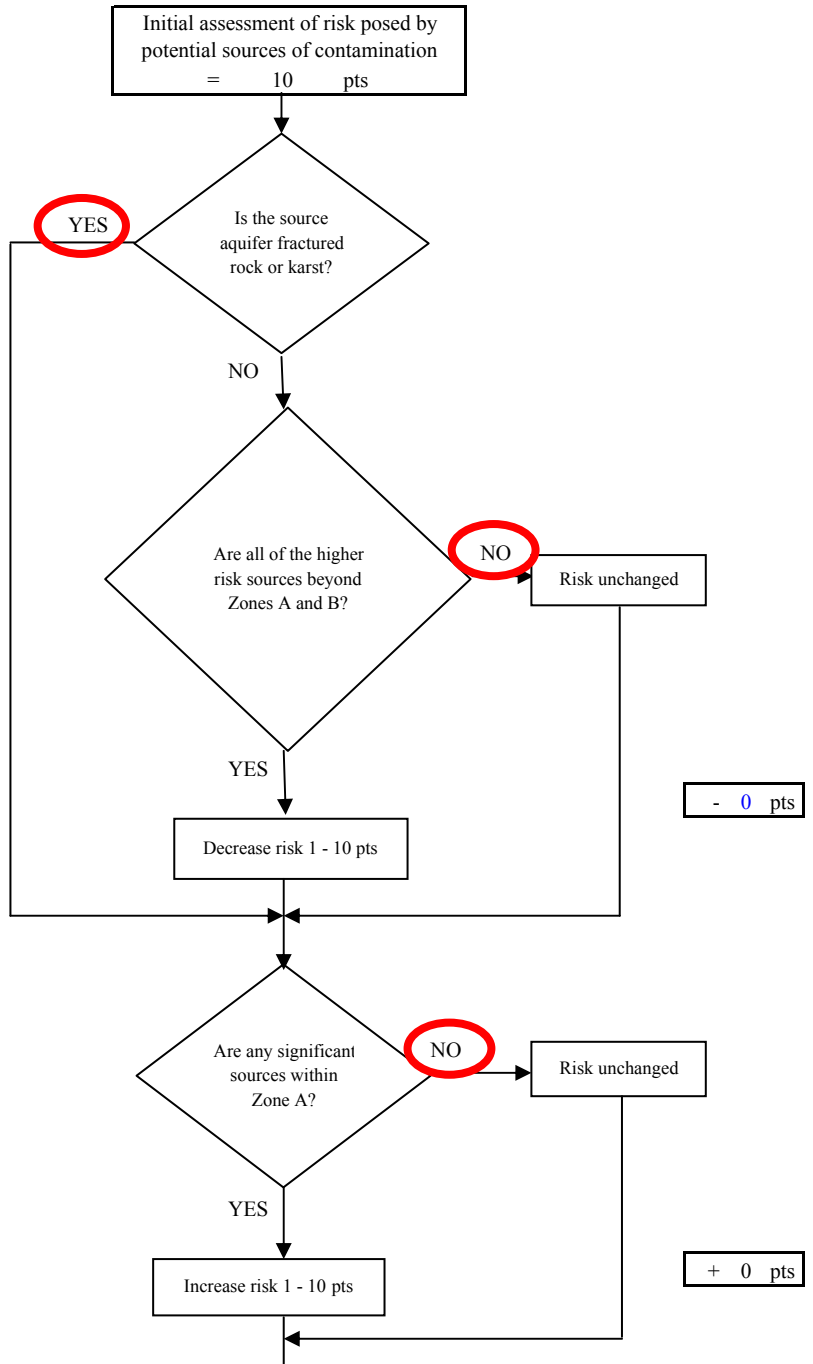 Initial assessment of risk posed by
potential sources of contamination
= 10 pts
YES
Is the source
aquifer fractured
rock or karst?
NO
Are all of the higher
risk sources beyond
Zones A and B?
NO
Risk unchanged
YES
- 0 pts
Decrease risk 1 - 10 pts
Are any significant
sources within
Zone A?
NO
Risk unchanged
YES
+ 0 pts
Increase risk 1 - 10 pts